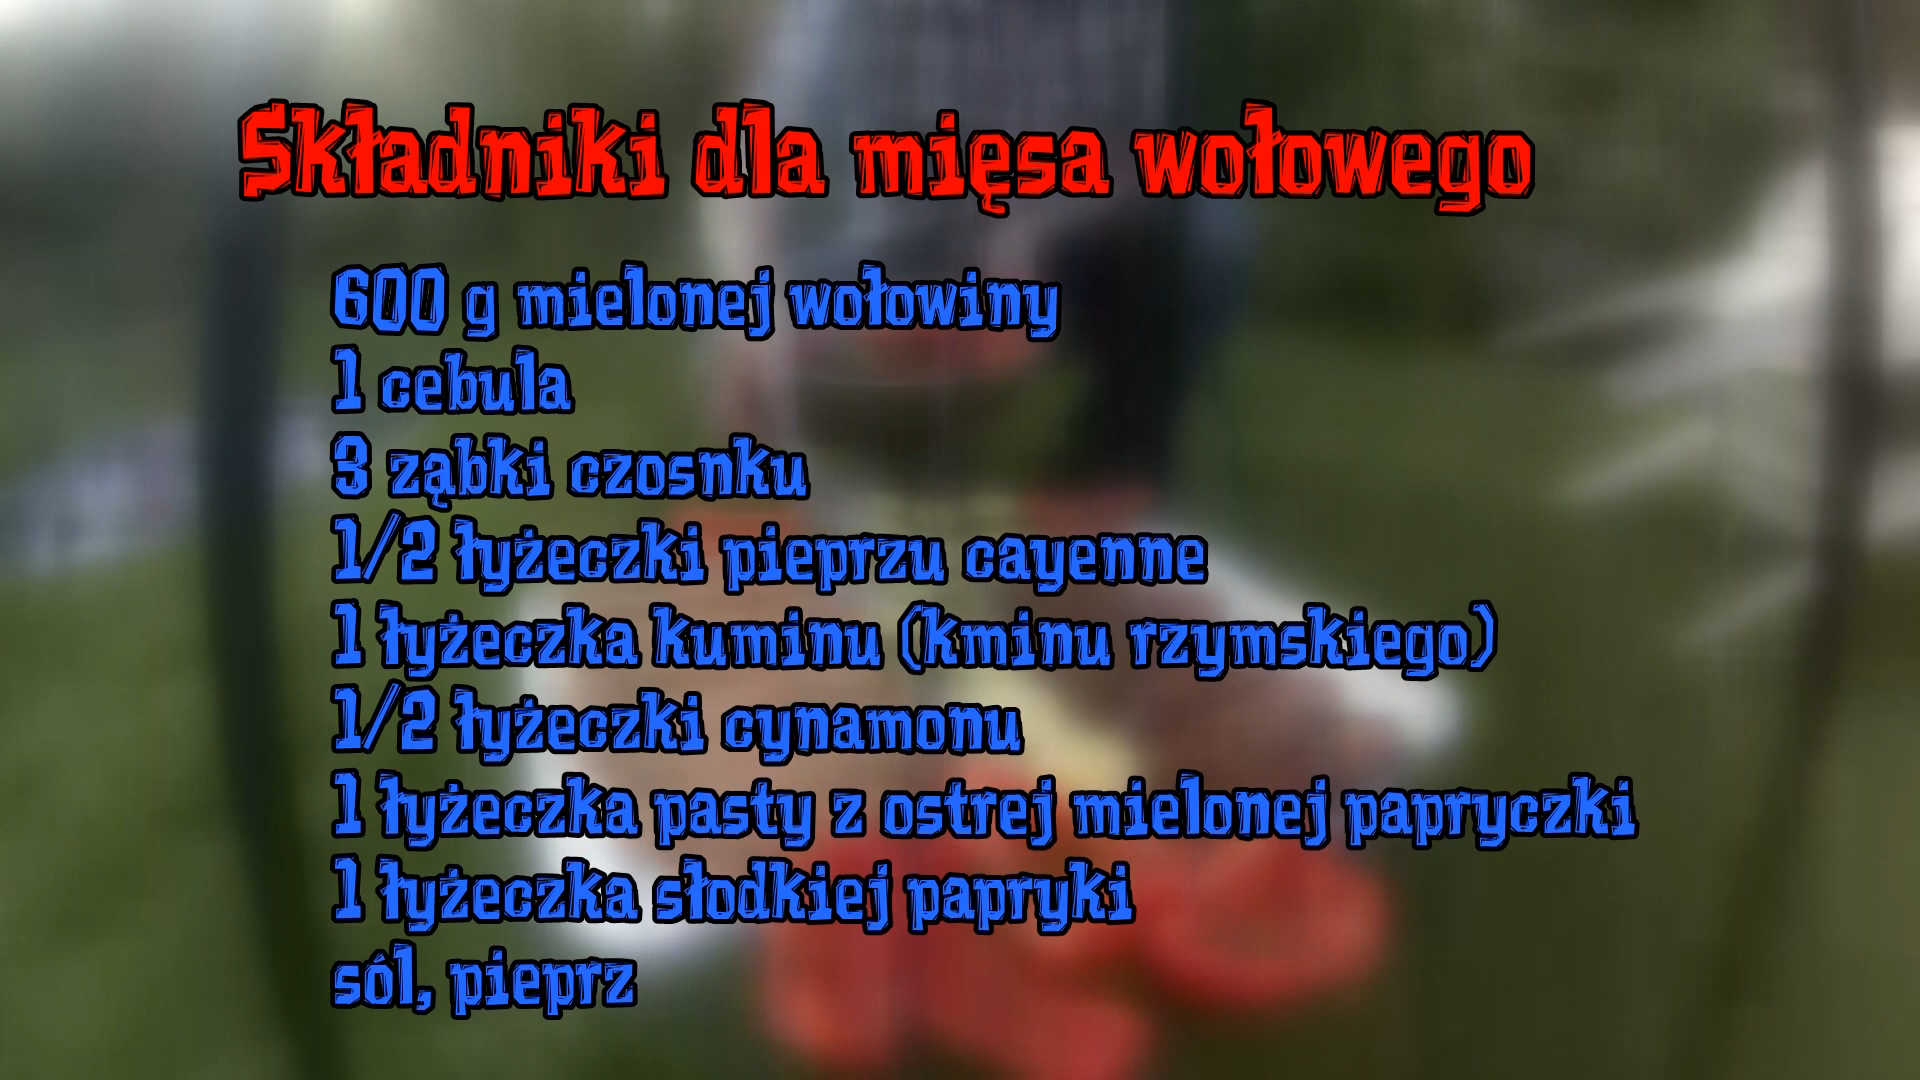 Składniki dla mięsa wołowego
600 g mielonej wołowiny
1 cebula
3 ząbki czosnku
1/2 łyżeczki pieprzu cayenne
1 łyżeczka kuminu (kminu rzymskiego)
1/2 łyżeczki cynamonu
1 łyżeczka pasty z ostrej mielonej papryczki
1 łyżeczka słodkiej papryki
sól, pieprz